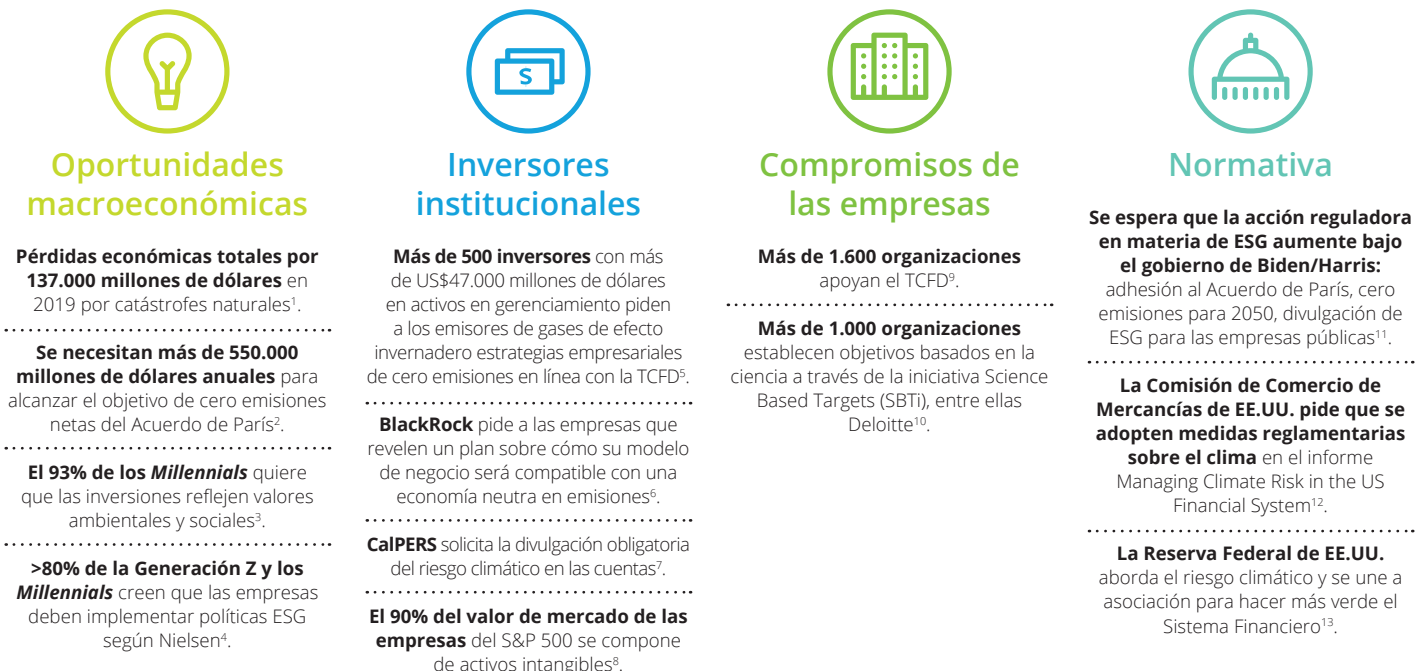 Oportunidades
macroeconómicas
Pérdidas económicas totales por
137.000 millones de dólares en
2019 por catástrofes naturales¹.
Se necesitan más de 550.000
millones de dólares anuales para
alcanzar el objetivo de cero emisiones
netas del Acuerdo de París².
El 93% de los Millennials quiere
que las inversiones reflejen valores
ambientales y sociales³.
>80% de la Generación Z y los
Millennials creen que las empresas
deben implementar políticas ESG
según Nielsen⁴.
S
Inversores
institucionales
Más de 500 inversores con más
de US$47.000 millones de dólares
en activos en gerenciamiento piden
a los emisores de gases de efecto
invernadero estrategias empresariales
de cero emisiones en línea con la TCFD⁵.
BlackRock pide a las empresas que
revelen un plan sobre cómo su modelo
de negocio será compatible con una
economía neutra en emisiones⁶.
CalPERS solicita la divulgación obligatoria
del riesgo climático en las cuentas⁷.
El 90% del valor de mercado de las
empresas del S&P 500 se compone
de activos intangibles⁸.
Compromisos de
las empresas
Más de 1.600 organizaciones
apoyan el TCFD⁹.
Más de 1.000 organizaciones
establecen objetivos basados en la
ciencia a través de la iniciativa Science
Based Targets (SBTi), entre ellas
Deloitte¹⁰.
Normativa
Se espera que la acción reguladora
en materia de ESG aumente bajo
el gobierno de Biden/Harris:
adhesión al Acuerdo de París, cero
emisiones para 2050, divulgación de
ESG para las empresas públicas¹¹.
La Comisión de Comercio de
Mercancías de EE.UU. pide que se
adopten medidas reglamentarias
sobre el clima en el informe
Managing Climate Risk in the US
Financial System¹².
La Reserva Federal de EE.UU.
aborda el riesgo climático y se une a
asociación para hacer más verde el
Sistema Financiero¹³.